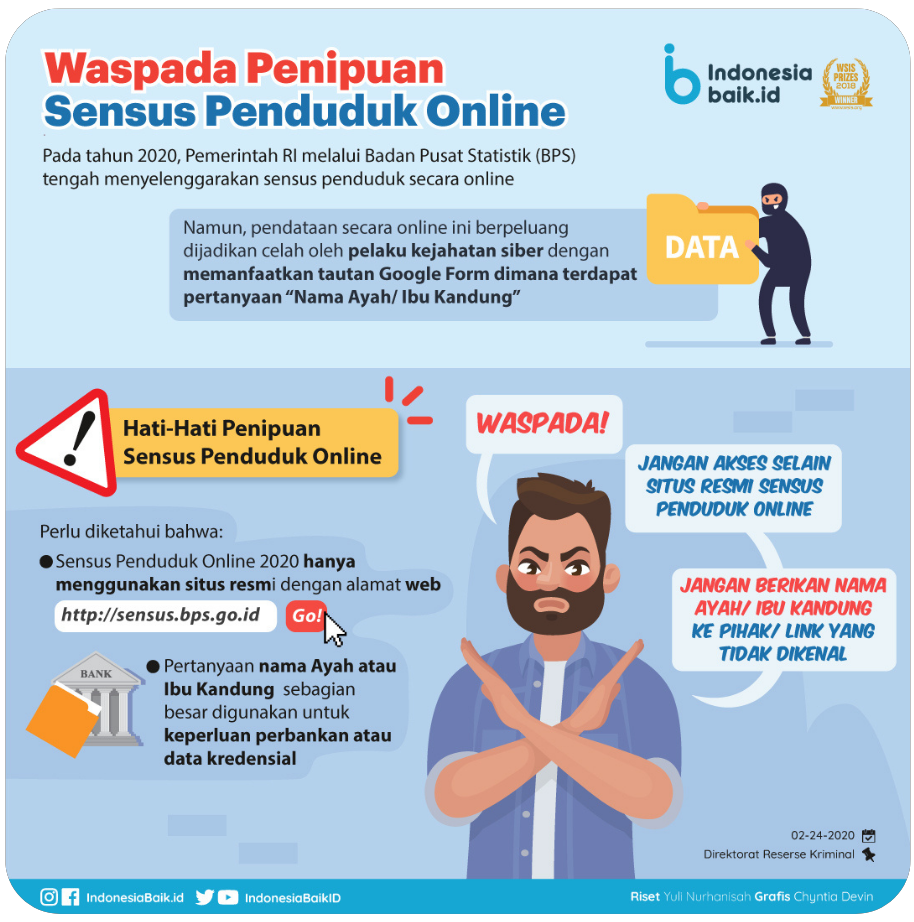 Waspada Penipuan
Sensus Penduduk Online
Indonesia
baik.id
WSIS
PRIZES
2018
WINNER
Pada tahun 2020, Pemerintah RI melalui Badan Pusat Statistik (BPS)
tengah menyelenggarakan sensus penduduk secara online
Namun, pendataan secara online ini berpeluang
dijadikan celah oleh pelaku kejahatan siber dengan
memanfaatkan tautan Google Form dimana terdapat
pertanyaan “Nama Ayah/ Ibu Kandung”
DATA
Hati-Hati Penipuan
Sensus Penduduk Online
WASPADA!
JANGAN AKSES SELAIN
SITUS RESMI SENSUS
PENDUDUK ONLINE
JANGAN BERIKAN NAMA
AYAH/ IBU KANDUNG
KE PIHAK/ LINK YANG
TIDAK DIKENAL
Perlu diketahui bahwa:
Sensus Penduduk Online 2020 hanya
menggunakan situs resmi dengan alamat web
http://sensus.bps.go.id
Go!
BANK
Pertanyaan nama Ayah atau
Ibu Kandung sebagian
besar digunakan untuk
keperluan perbankan atau
data kredensial
02-24-2020
Direktorat Reserse Kriminal
IndonesiaBaik.id
IndonesiaBaikID
Riset Yuli Nurhanisah Grafis Chyntia Devin